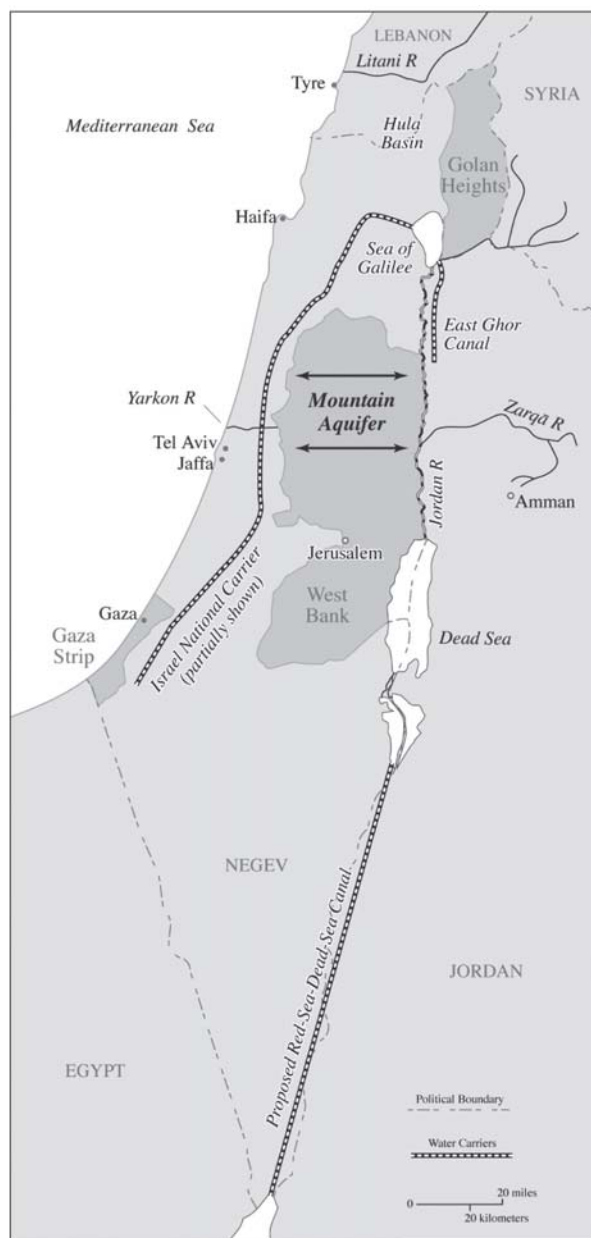 LEBANON
Litani R
Tyre
SYRIA
Mediterranean Sea
Hula
Basin
Golan
Heights
Haifa
Sea of
Galilee
East Ghor
Canal
Yarkon R
Mountain
Aquifer
Zarqā R
Tel Aviv
Jaffa
Jordan R
Amman
Jerusalem
Israel National Carrier
(partially shown)
West
Bank
Gaza
Gaza
Strip
Dead Sea
NEGEV
Proposed Red-Sea-Dead-Sea Canal
JORDAN
EGYPT
Political Boundary
Water Carriers
20 miles
0
20 kilometers